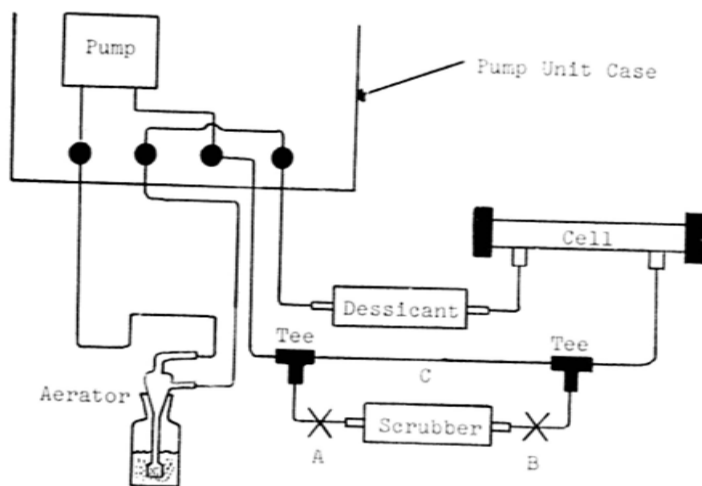 Pump
Pump Unit Case
Cell
Dessicant
Tee
Tee
C
Aerator
Scrubber
A
B